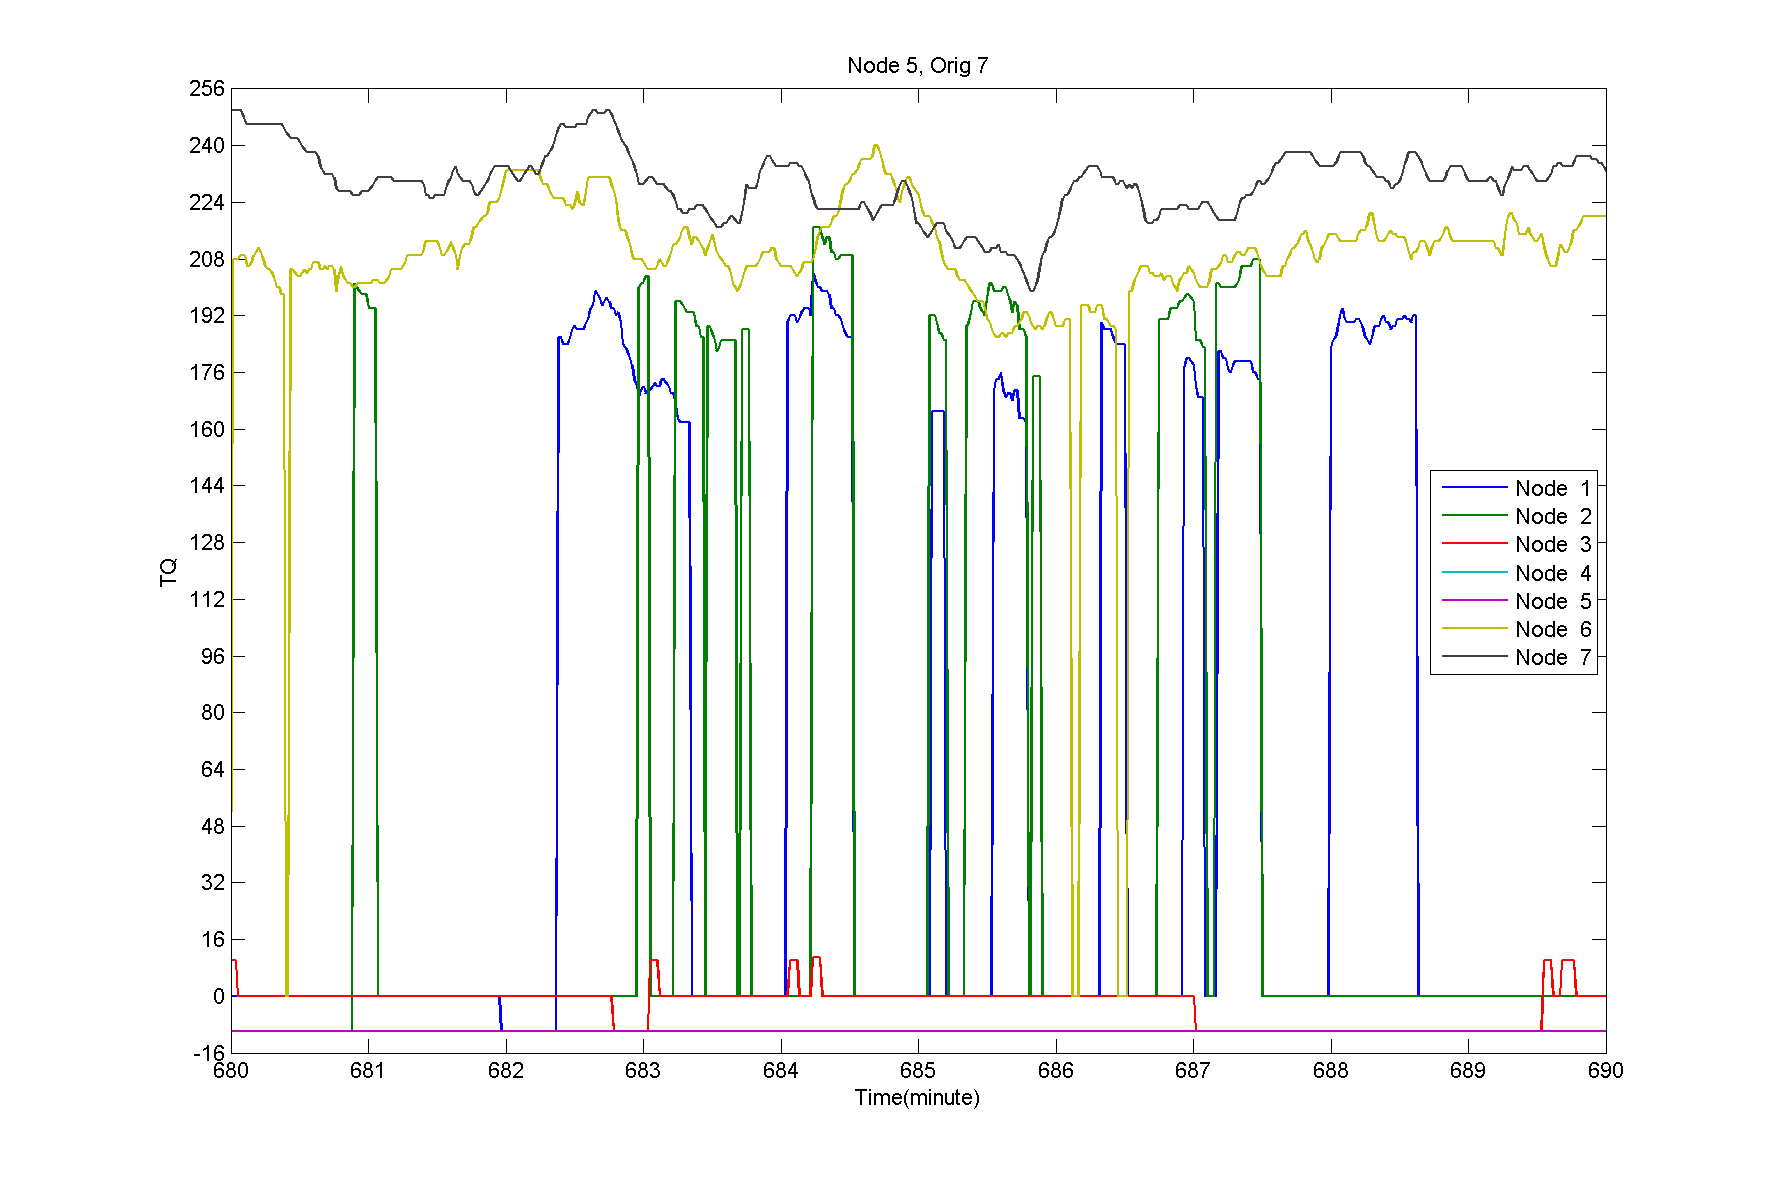 Node 5, Orig 7
256
240
224
208
192
176
160
144
128
112
96
80
64
48
32
16
0
-16
TQ
Node 1
Node 2
Node 3
Node 4
Node 5
Node 6
Node 7
680 681 682 683 684 685 686 687 688 689 690
Time(minute)